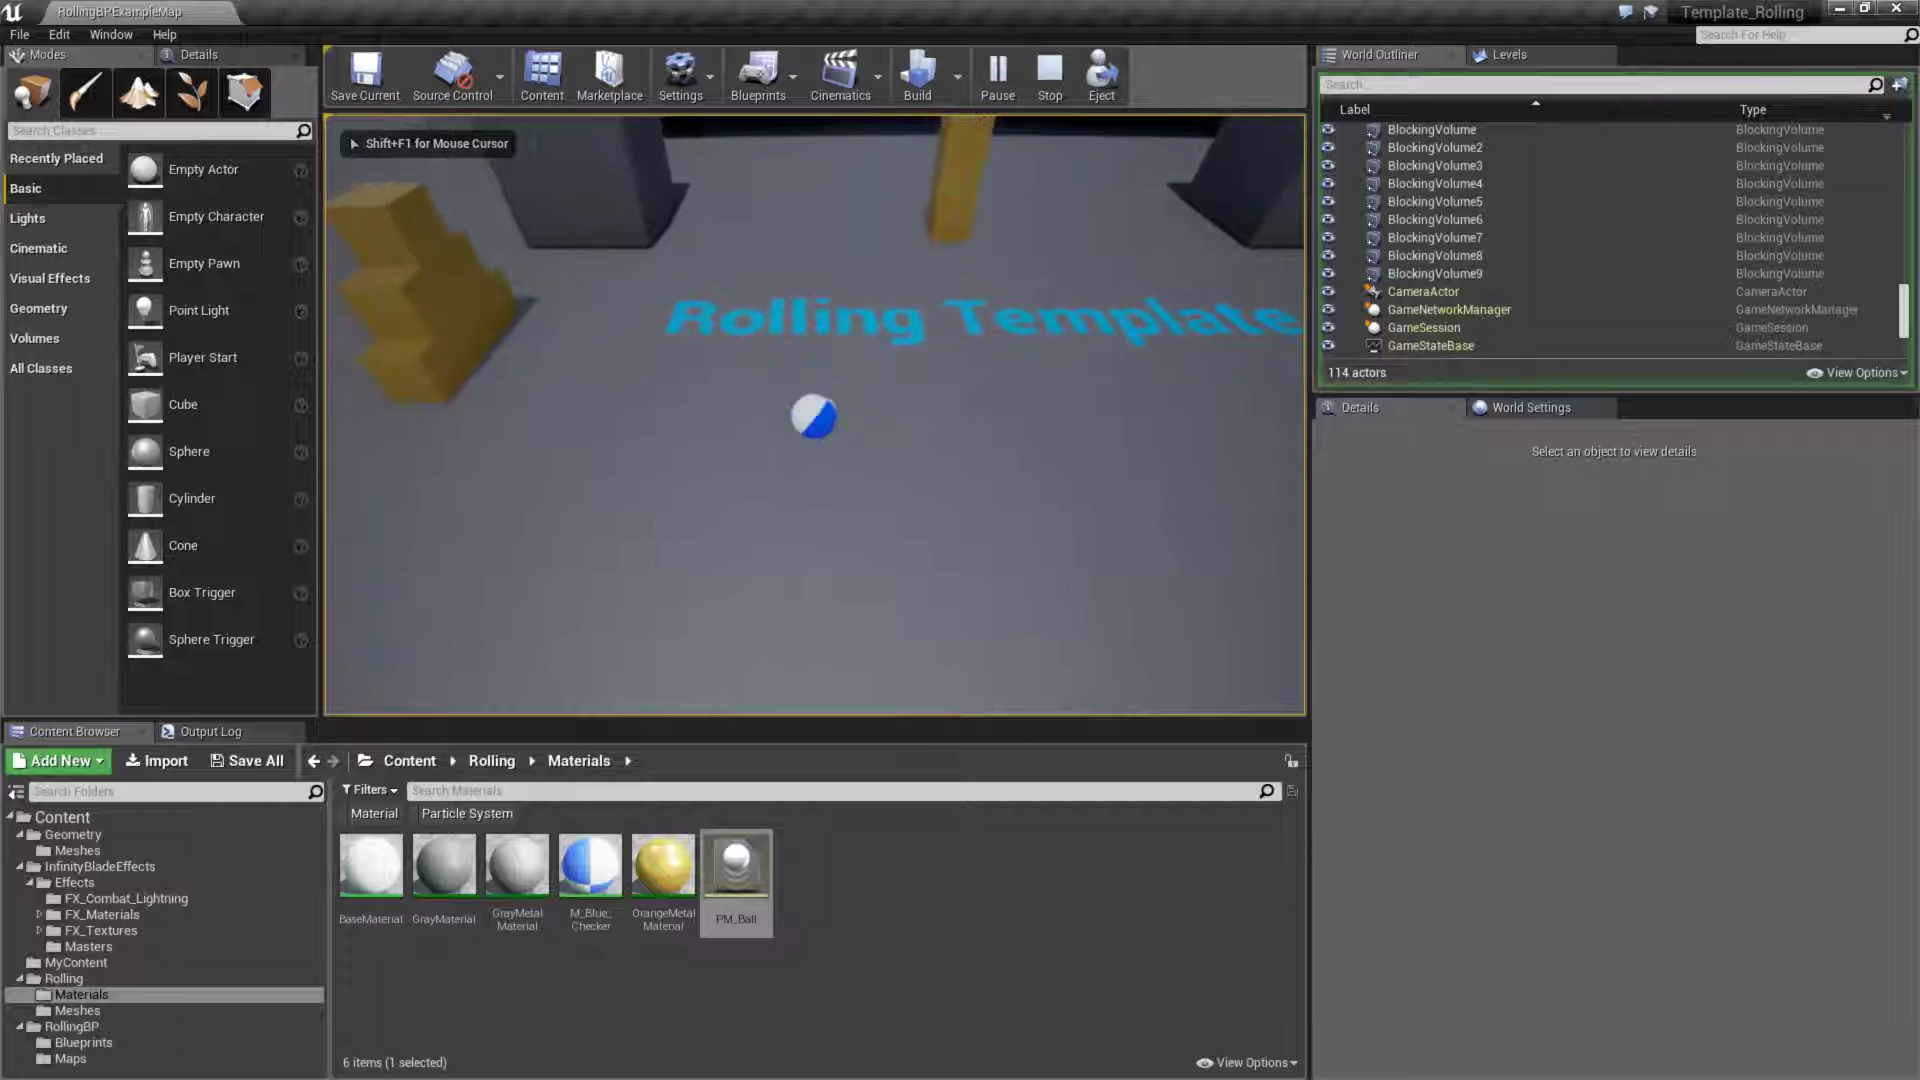 RollingBPExampleMap
Template_Rolling
File Edit Window Help
Search For Help
Modes
Details
Save Current
Source Control
Content
Marketplace
Settings
Blueprints
Cinematics
Build
Pause
Stop
Eject
Search Classes
Recently Placed
Basic
Lights
Cinematic
Visual Effects
Geometry
Volumes
All Classes
Empty Actor
Empty Character
Empty Pawn
Point Light
Player Start
Cube
Sphere
Cylinder
Cone
Box Trigger
Sphere Trigger
Shift+F1 for Mouse Cursor
Rolling Template
World Outliner
Levels
Search...
Label Type
BlockingVolume BlockingVolume
BlockingVolume2 BlockingVolume
BlockingVolume3 BlockingVolume
BlockingVolume4 BlockingVolume
BlockingVolume5 BlockingVolume
BlockingVolume6 BlockingVolume
BlockingVolume7 BlockingVolume
BlockingVolume8 BlockingVolume
BlockingVolume9 BlockingVolume
CameraActor CameraActor
GameNetworkManager GameNetworkManager
GameSession GameSession
GameStateBase GameStateBase
114 actors
View Options
Details
World Settings
Select an object to view details
Content Browser
Output Log
Add New
Import
Save All
Content
Rolling
Materials
Search Folders
Content
Geometry
Meshes
InfinityBladeEffects
Effects
FX_Combat_Lightning
FX_Materials
FX_Textures
Masters
MyContent
Rolling
Materials
Meshes
RollingBP
Blueprints
Maps
Filters
Search Materials
Material
Particle System
BaseMaterial
GrayMaterial
GrayMetal
Material
M_Blue_
Checker
OrangeMetal
Material
PM_Ball
6 items (1 selected)
View Options